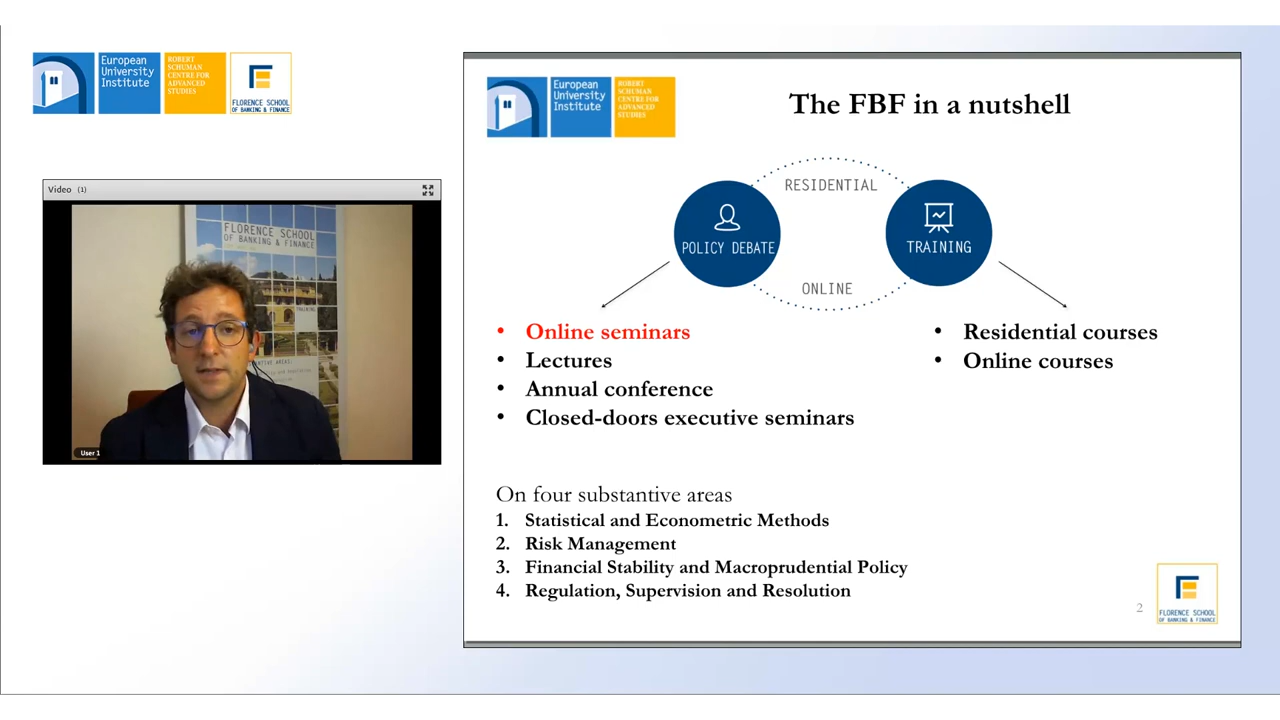 European
University
Institute
ROBERT
SCHUMAN
CENTRE FOR
ADVANCED
STUDIES
FLORENCE SCHOOL
OF BANKING & FINANCE
Video (1)
FLORENCE SCHOOL
OF BANKING & FINANCE
TRAINING
User 1
European
University
Institute
ROBERT
SCHUMAN
CENTRE FOR
ADVANCED
STUDIES
The FBF in a nutshell
RESIDENTIAL
POLICY DEBATE
TRAINING
ONLINE
• Online seminars
• Lectures
• Annual conference
• Closed-doors executive seminars
• Residential courses
• Online courses
On four substantive areas
1. Statistical and Econometric Methods
2. Risk Management
3. Financial Stability and Macroprudential Policy
4. Regulation, Supervision and Resolution
2
FLORENCE SCHOOL
OF BANKING & FINANCE